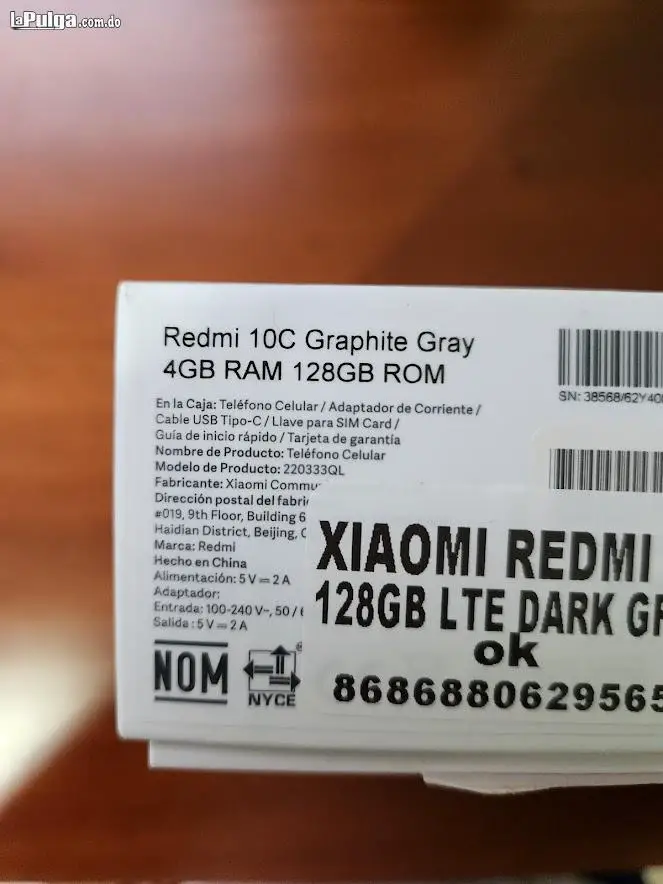 laPulga.com.do
Redmi 10C Graphite Gray
4GB RAM 128GB ROM
SN: 38568/62Y40
En la Caja: Teléfono Celular / Adaptador de Corriente /
Cable USB Tipo-C / Llave para SIM Card /
Guía de inicio rápido / Tarjeta de garantía
Nombre de Producto: Teléfono Celular
Modelo de Producto: 220333QL
Fabricante: Xiaomi Commu
Dirección postal del fabri
#019, 9th Floor, Building 6
Haidian District, Beijing, C
Marca: Redmi
Hecho en China
Alimentación: 5 V⎓2 A
Adaptador:
Entrada: 100-240 V~, 50 / 6
Salida : 5 V⎓2 A
NOM
NYCE
XIAOMI REDMI
128GB LTE DARK GR
ok
8686880629565